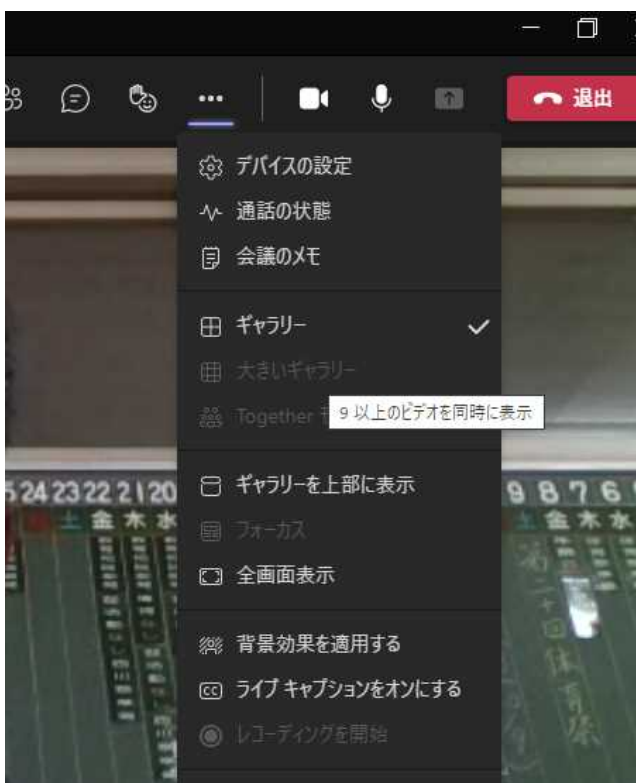 退出
デバイスの設定
通話の状態
会議のメモ
ギャラリー
大きいギャラリー
Together モ
9 以上のビデオを同時に表示
ギャラリーを上部に表示
フォーカス
全画面表示
背景効果を適用する
CC ライブ キャプションをオンにする
レコーディングを開始
24 23 22 21 20
土 金 木 水
9 8 7 6
土 金 木 水